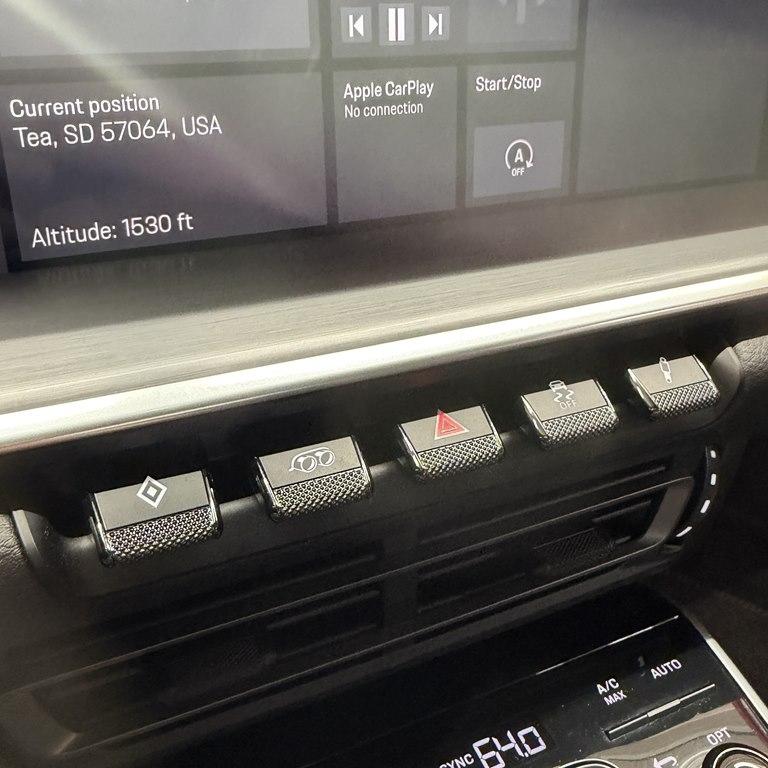 Current position
Tea, SD 57064, USA
Altitude: 1530 ft
Apple CarPlay
No connection
Start/Stop
A
OFF
OFF
A/C
MAX
AUTO
SYNC
64.0
OPT